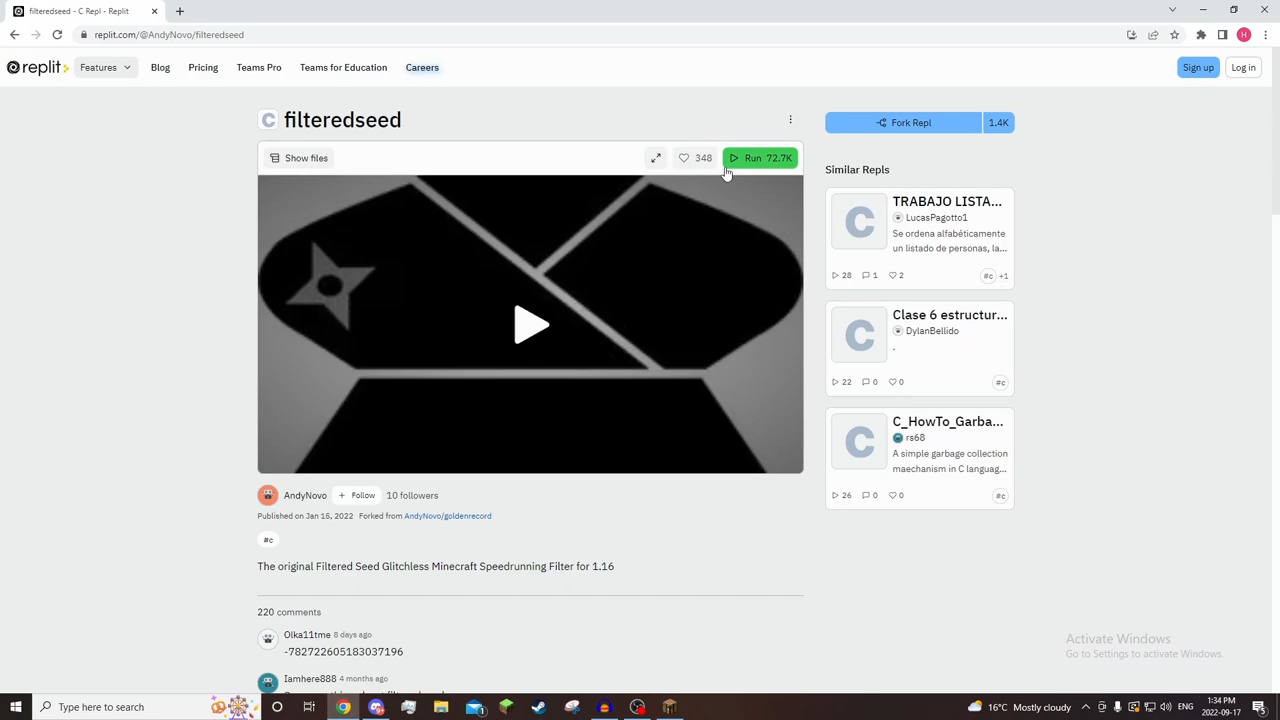 filteredseed - C Repl - Replit
replit.com/@AndyNovo/filteredseed
H
replit
Features
Blog
Pricing
Teams Pro
Teams for Education
Careers
Sign up
Log in
C filteredseed
Fork Repl 1.4K
Show files
348
Run 72.7K
Similar Repls
C
TRABAJO LISTA...
LucasPagotto1
Se ordena alfabéticamente
un listado de personas, la...
28 1 2 #c +1
C
Clase 6 estructur...
DylanBellido
.
22 0 0 #c
C
C_HowTo_Garba...
rs68
A simple garbage collection
maechanism in C languag...
26 0 0 #c
AndyNovo + Follow 10 followers
Published on Jan 15, 2022 Forked from AndyNovo/goldenrecord
#c
The original Filtered Seed Glitchless Minecraft Speedrunning Filter for 1.16
220 comments
Olka11tme 8 days ago
-782722605183037196
Iamhere888 4 months ago
Activate Windows
Go to Settings to activate Windows.
Type here to search
16°C Mostly cloudy
ENG
1:34 PM
2022-09-17